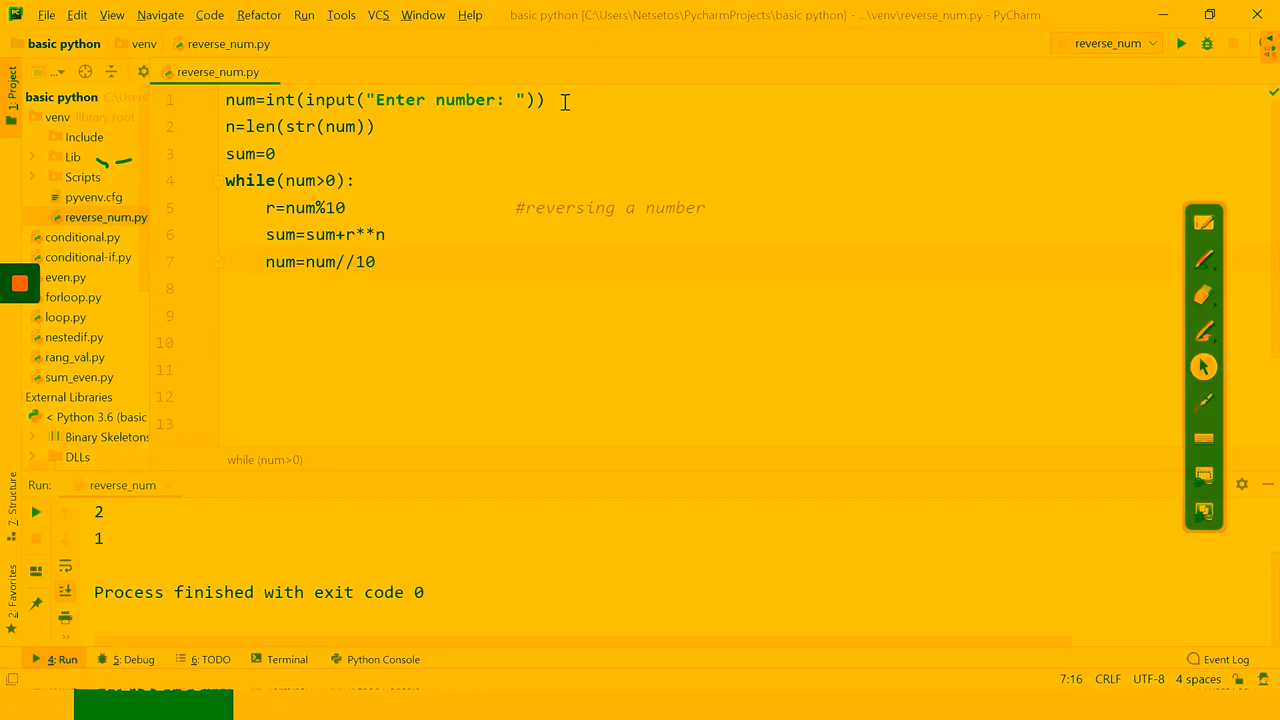 File Edit View Navigate Code Refactor Run Tools VCS Window Help basic python [C:\Users\Netsetos\PycharmProjects\basic python] - ...\venv\reverse_num.py - PyCharm
basic python venv reverse_num.py reverse_num
1: Project ... reverse_num.py
basic python C:\Users
venv library root
Include
Lib
Scripts
pyvenv.cfg
reverse_num.py
conditional.py
conditional-if.py
even.py
forloop.py
loop.py
nestedif.py
rang_val.py
sum_even.py
External Libraries
< Python 3.6 (basic
Binary Skeletons
DLLs
1 num=int(input("Enter number: "))
2 n=len(str(num))
3 sum=0
4 while(num>0):
5 r=num%10 #reversing a number
6 sum=sum+r**n
7 num=num//10
8
9
10
11
12
13
while (num>0)
7: Structure
2: Favorites
Run: reverse_num
2
1
Process finished with exit code 0
4: Run 5: Debug 6: TODO Terminal Python Console Event Log
7:16 CRLF UTF-8 4 spaces